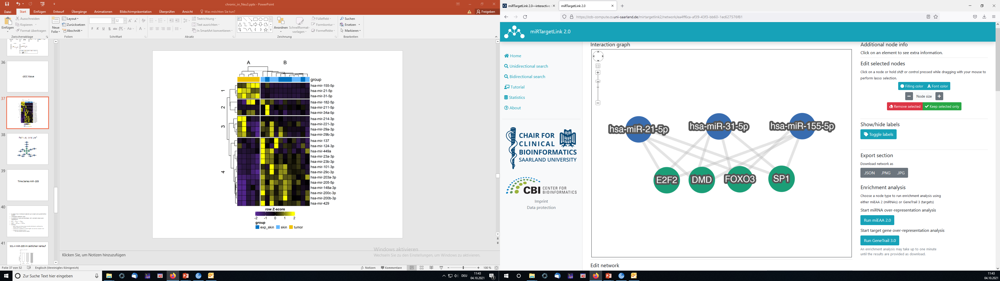 chronic_irr_Neu3.pptx - PowerPoint
Datei Start Einfügen Entwurf Übergänge Animationen Bildschirmpräsentation Überprüfen Ansicht Was möchten Sie tun? Freigeben
Einfügen
Ausschneiden
Kopieren
Format übertragen
Zwischenablage
Neue Folie
Layout
Zurücksetzen
Abschnitt
Folien
32
F K U S abc AV Aa A
Schriftart
Textrichtung
Text ausrichten
In SmartArt konvertieren
Absatz
Anordnen
Schnellformat-
vorlagen
Fülleffekt
Formkontur
Formeffekte
Zeichnung
Suchen
Ersetzen
Markieren
Bearbeiten
36
cSCC tissue
37
38
Pathway Analyse?
39
Time Series miR-205
40
41
SCL-II miR-205 im zeitlichen Verlauf
A B
group
1
hsa-mir-155-5p
hsa-mir-21-5p
hsa-mir-31-5p
2
hsa-mir-182-5p
hsa-mir-211-5p
hsa-mir-34a-5p
3
hsa-mir-214-3p
hsa-mir-221-3p
hsa-mir-29a-3p
hsa-mir-29b-3p
4
hsa-mir-137
hsa-mir-124-3p
hsa-mir-449a
hsa-mir-23a-3p
hsa-mir-23b-3p
hsa-mir-101-3p
hsa-mir-29c-3p
hsa-mir-203a-3p
hsa-mir-205-5p
hsa-mir-148a-3p
hsa-mir-200c-3p
hsa-mir-200b-3p
hsa-mir-429
row Z-score
-2 -1 0 1 2
group
exp_skin skin tumor
Windows aktivieren
Wechseln Sie zu den Einstellungen, um Windows zu aktivieren.
Klicken Sie, um Notizen hinzuzufügen
Folie 37 von 52 Englisch (Vereinigtes Königreich) Notizen Kommentare 100 %
Zur Suche Text hier eingeben
DEU
11:43
04.10.2021
miRTargetLink 2.0—interactive
miRTargetLink 2.0
https://ccb-compute.cs.uni-saarland.de/mirtargetlink2/network/ea4ff6ca-af39-43f3-bb60-1ec627576f81
miRTargetLink 2.0
Home
Unidirectional search
Bidirectional search
Tutorial
Statistics
About
CHAIR FOR
CLINICAL
BIOINFORMATICS
SAARLAND UNIVERSITY
CBI CENTER FOR
BIOINFORMATICS
Imprint
Data protection
Interaction graph
hsa-miR-21-5p hsa-miR-31-5p hsa-miR-155-5p
E2F2 DMD FOXO3 SP1
Edit network
Additional node info
Click on an element to see extra information.
Edit selected nodes
Click on a node or hold shift or control pressed while dragging with your mouse to
perform lasso selection.
Filling color A Font color
Node size
Remove selected Keep selected only
Show/hide labels
Toggle labels
Export section
Download network as
.JSON .PNG .JPG
Enrichment analysis
Choose a node type to run enrichment analysis using
either miEAA 2 (miRNAs) or GeneTrail 3 (targets)
Start miRNA over-representation analysis
Run miEAA 2.0
Start target gene over-representation analysis
Run GeneTrail 3.0
An enrichment analysis may take up to one minute
until the results are provided as download.
11:43
04.10.2021